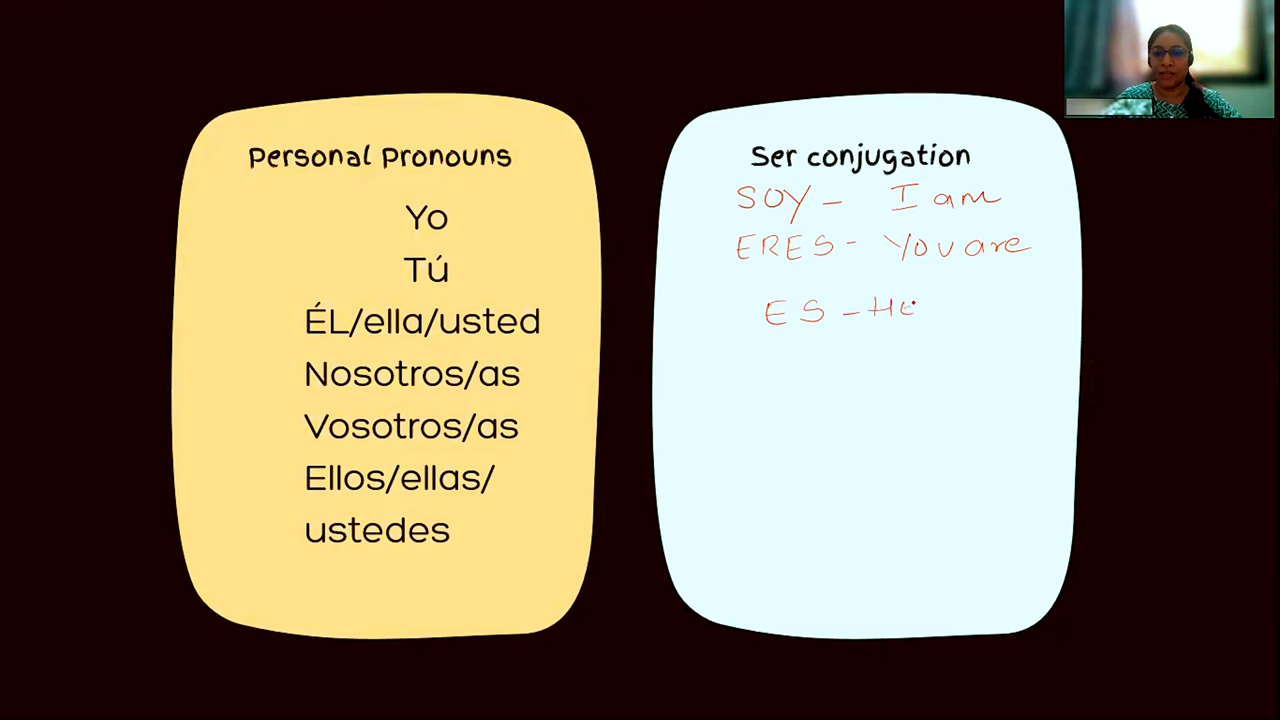 Personal Pronouns
Yo
Tú
ÉL/ella/usted
Nosotros/as
Vosotros/as
Ellos/ellas/
ustedes
Ser conjugation
SOY - I am
ERES - You are
ES - HE